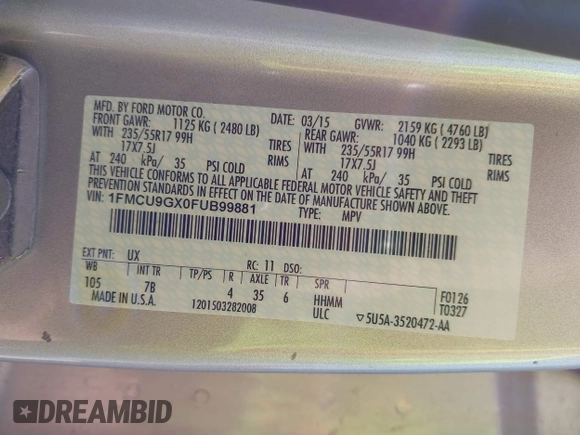 MFD. BY FORD MOTOR CO.
DATE: 03/15 GVWR: 2159 KG ( 4760 LB)
FRONT GAWR: 1125 KG ( 2480 LB) REAR GAWR: 1040 KG ( 2293 LB)
WITH 235/55R17 99H TIRES WITH 235/55R17 99H TIRES
17X7.5J RIMS 17X7.5J RIMS
AT 240 kPa/ 35 PSI COLD AT 240 kPa/ 35 PSI COLD
THIS VEHICLE CONFORMS TO ALL APPLICABLE FEDERAL MOTOR VEHICLE SAFETY AND THEFT
PREVENTION STANDARDS IN EFFECT ON THE DATE OF MANUFACTURE SHOWN ABOVE.
VIN: 1FMCU9GX0FUB99881 TYPE: MPV
EXT PNT: UX RC: 11 DSO:
WB INT TR TP/PS R AXLE TR SPR
105 7B 4 35 6 HHMM F0126
MADE IN U.S.A. 1201503282008 ULC T0327
▽5U5A-3520472-AA
DREAMBID